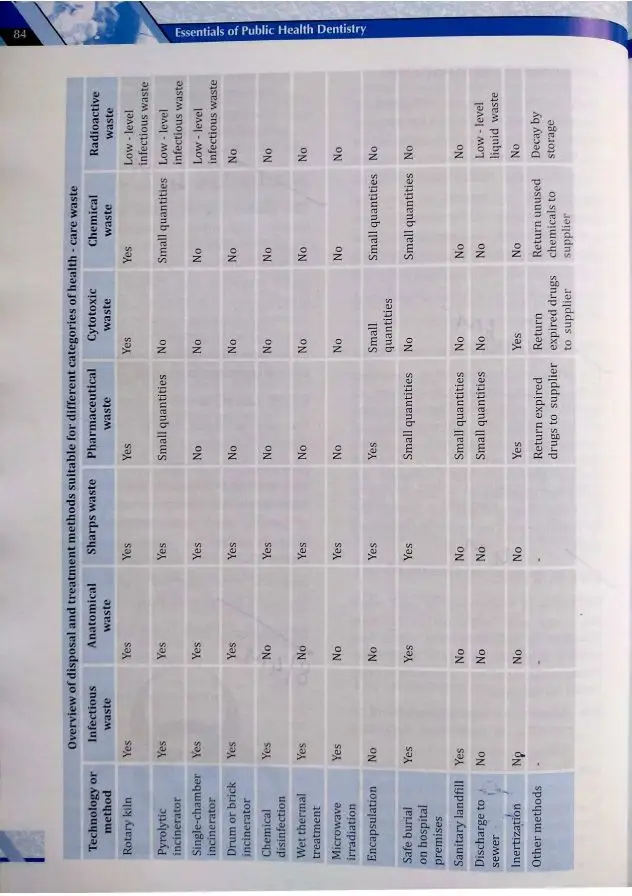 84
Essentials of Public Health Dentistry
Overview of disposal and treatment methods suitable for different categories of health - care waste
Technology or method | Infectious waste | Anatomical waste | Sharps waste | Pharmaceutical waste | Cytotoxic waste | Chemical waste | Radioactive waste
Rotary kiln | Yes | Yes | Yes | Yes | Yes | Yes | Low - level infectious waste
Pyrolytic incinerator | Yes | Yes | Yes | Small quantities | No | Small quantities | Low - level infectious waste
Single-chamber incinerator | Yes | Yes | Yes | No | No | No | Low - level infectious waste
Drum or brick incinerator | Yes | Yes | Yes | No | No | No | No
Chemical disinfection | Yes | No | Yes | No | No | No | No
Wet thermal treatment | Yes | No | Yes | No | No | No | No
Microwave irradiation | Yes | No | Yes | No | No | No | No
Encapsulation | No | No | Yes | Yes | Small quantities | Small quantities | No
Safe burial on hospital premises | Yes | Yes | Yes | Small quantities | No | Small quantities | No
Sanitary landfill | Yes | No | No | Small quantities | No | No | No
Discharge to sewer | No | No | No | Small quantities | No | No | Low - level liquid waste
Inertization | No | No | No | Yes | Yes | No | No
Other methods | - | - | - | Return expired drugs to supplier | Return expired drugs to supplier | Return unused chemicals to supplier | Decay by storage